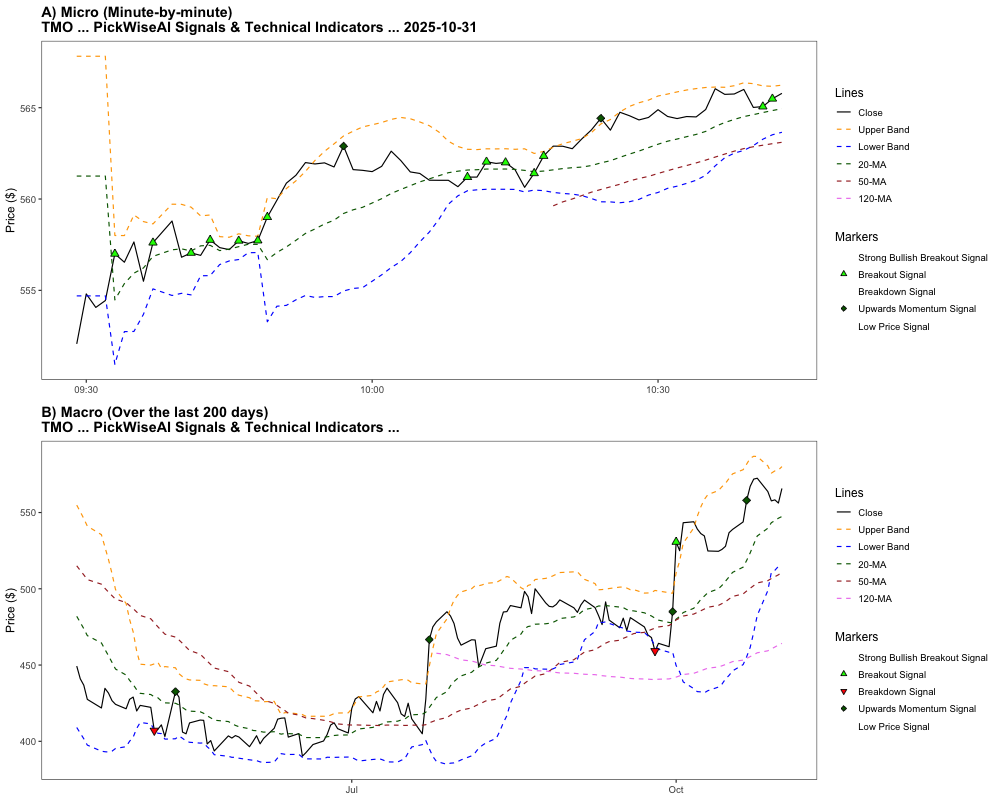 A) Micro (Minute-by-minute)
TMO ... PickWiseAI Signals & Technical Indicators ... 2025-10-31
Price ($)
565
560
555
09:30
10:00
10:30
Lines
Close
Upper Band
Lower Band
20-MA
50-MA
120-MA
Markers
Strong Bullish Breakout Signal
Breakout Signal
Breakdown Signal
Upwards Momentum Signal
Low Price Signal
B) Macro (Over the last 200 days)
TMO ... PickWiseAI Signals & Technical Indicators ...
Price ($)
550
500
450
400
Jul
Oct
Lines
Close
Upper Band
Lower Band
20-MA
50-MA
120-MA
Markers
Strong Bullish Breakout Signal
Breakout Signal
Breakdown Signal
Upwards Momentum Signal
Low Price Signal